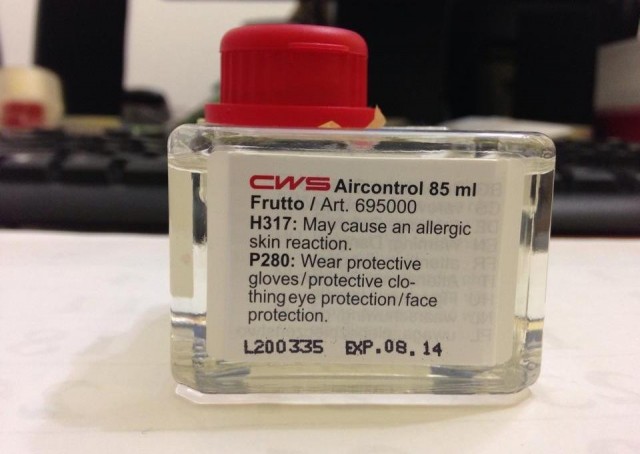 CWS Aircontrol 85 ml
Frutto / Art. 695000
H317: May cause an allergic
skin reaction.
P280: Wear protective
gloves/protective clo-
thing eye protection/face
protection.
L200335 EXP.08.14